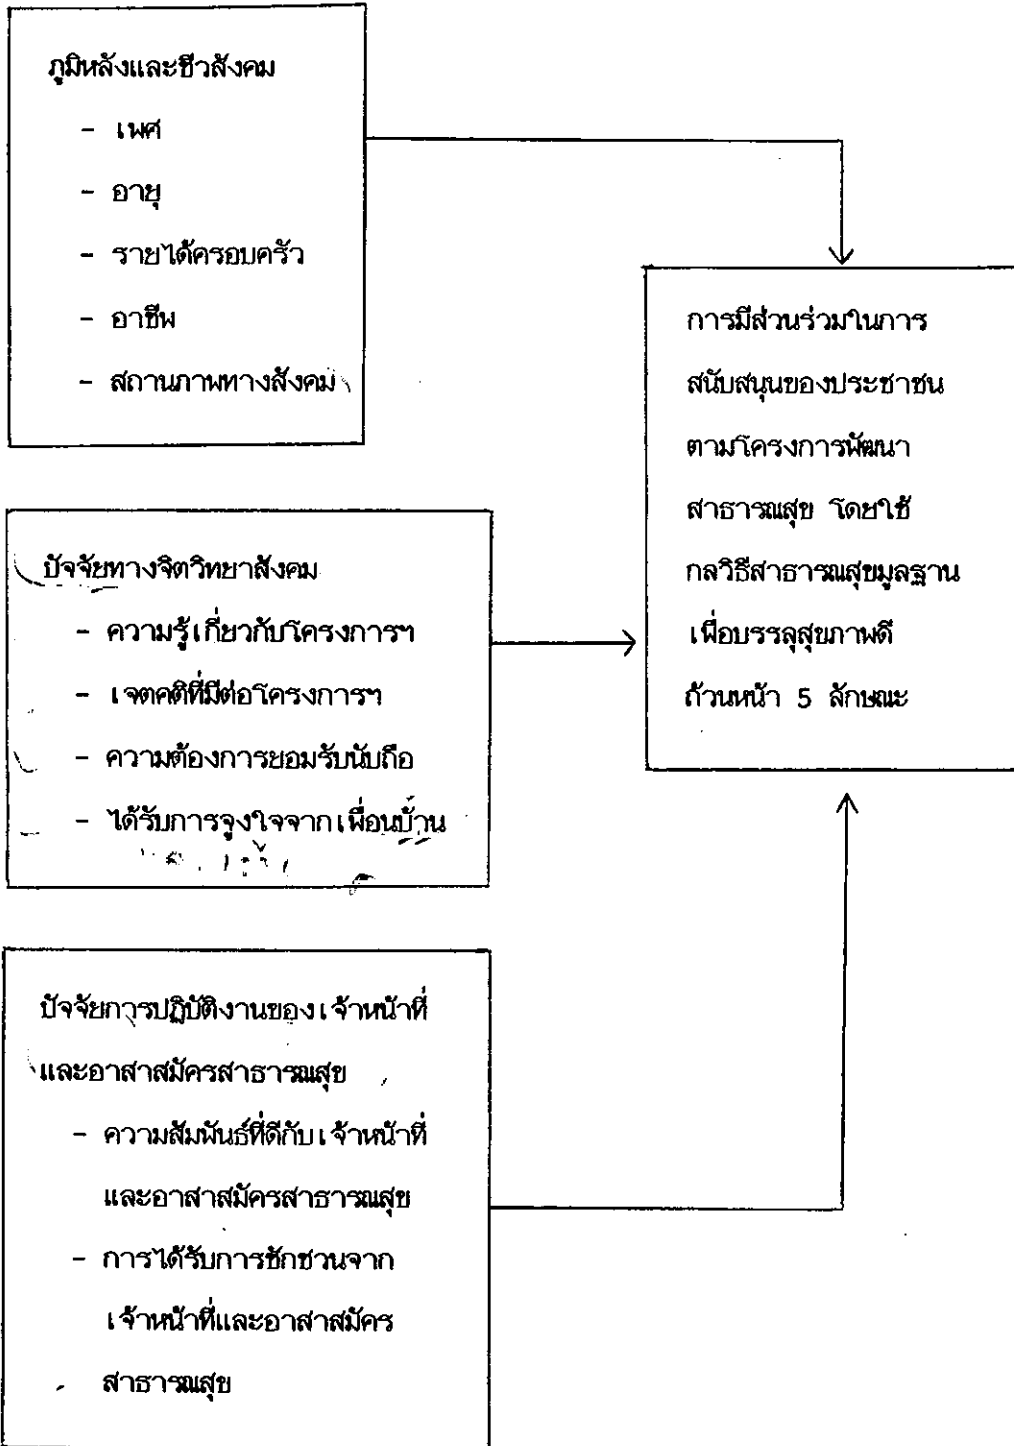 ภูมิหลังและชีวสังคม
- เพศ
- อายุ
- รายได้ครอบครัว
- อาชีพ
- สถานภาพทางสังคม
ปัจจัยทางจิตวิทยาสังคม
- ความรู้เกี่ยวกับโครงการฯ
- เจตคติที่มีต่อโครงการฯ
- ความต้องการยอมรับนับถือ
- ได้รับการจูงใจจากเพื่อนบ้าน
ปัจจัยการปฏิบัติงานของเจ้าหน้าที่
และอาสาสมัครสาธารณสุข
- ความสัมพันธ์ที่ดีกับเจ้าหน้าที่
และอาสาสมัครสาธารณสุข
- การได้รับการชักชวนจาก
เจ้าหน้าที่และอาสาสมัคร
สาธารณสุข
การมีส่วนร่วมในการ
สนับสนุนของประชาชน
ตามโครงการพัฒนา
สาธารณสุข โดยใช้
กลวิธีสาธารณสุขมูลฐาน
เพื่อบรรลุสุขภาพดี
ถ้วนหน้า 5 ลักษณะ